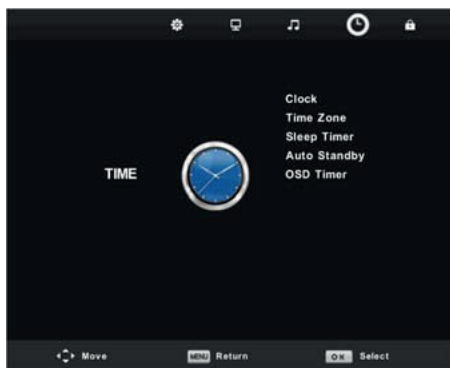 Clock
Time Zone
Sleep Timer
Auto Standby
OSD Timer
TIME
Move
MENU Return
OK Select